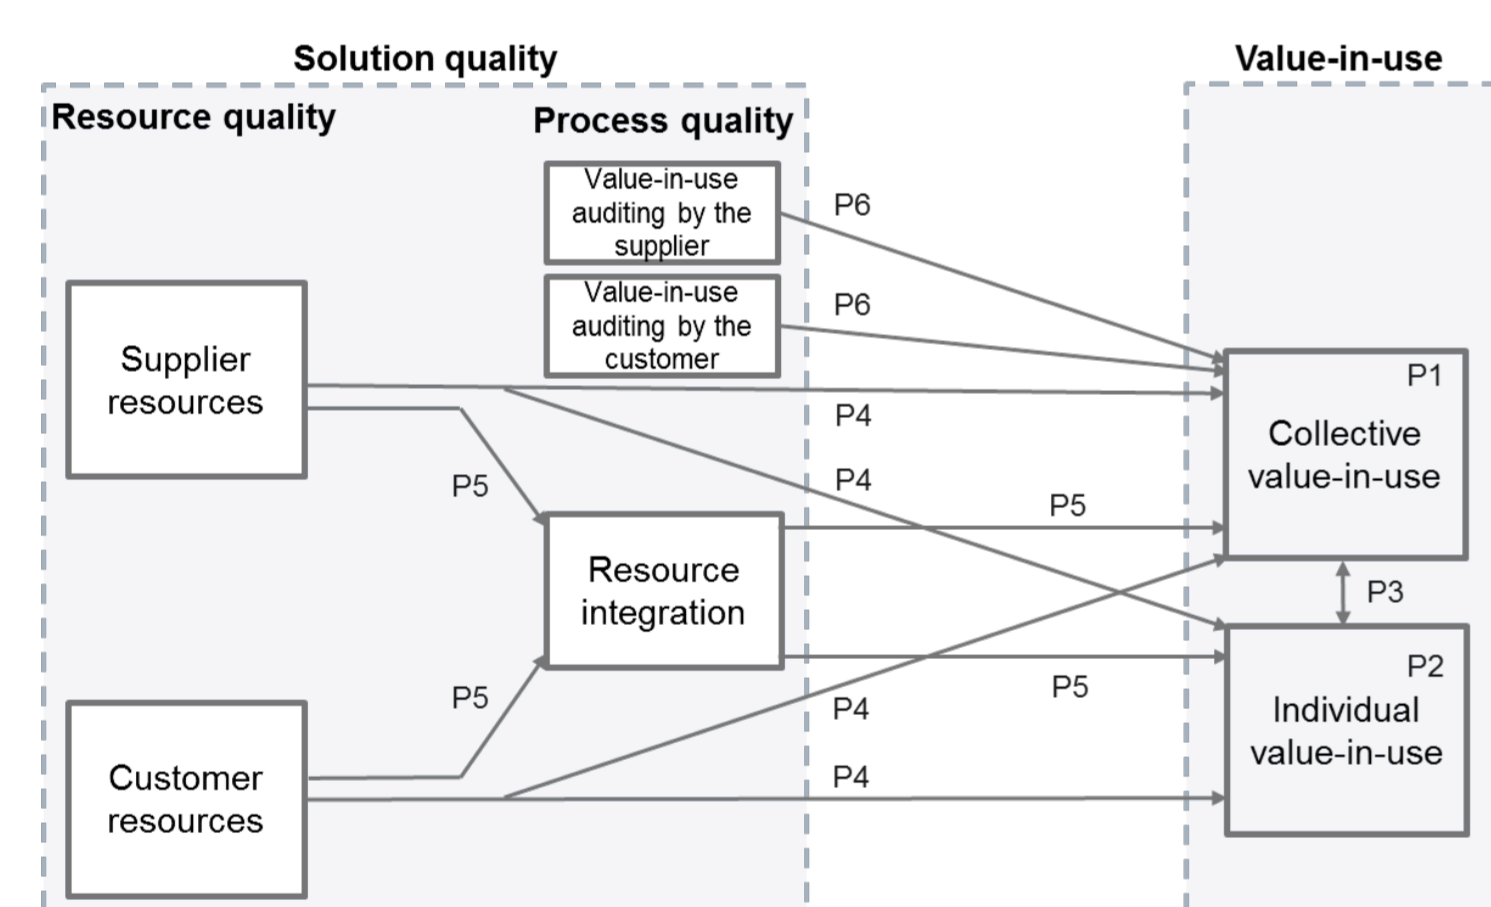 Solution quality
Value-in-use
Resource quality
Process quality
Value-in-use
auditing by the
supplier
P6
Value-in-use
auditing by the
customer
P6
Supplier
resources
P1
Collective
value-in-use
P4
P4
P5
P5
Resource
integration
P3
P5
P5
P4
P2
Individual
value-in-use
Customer
resources
P4